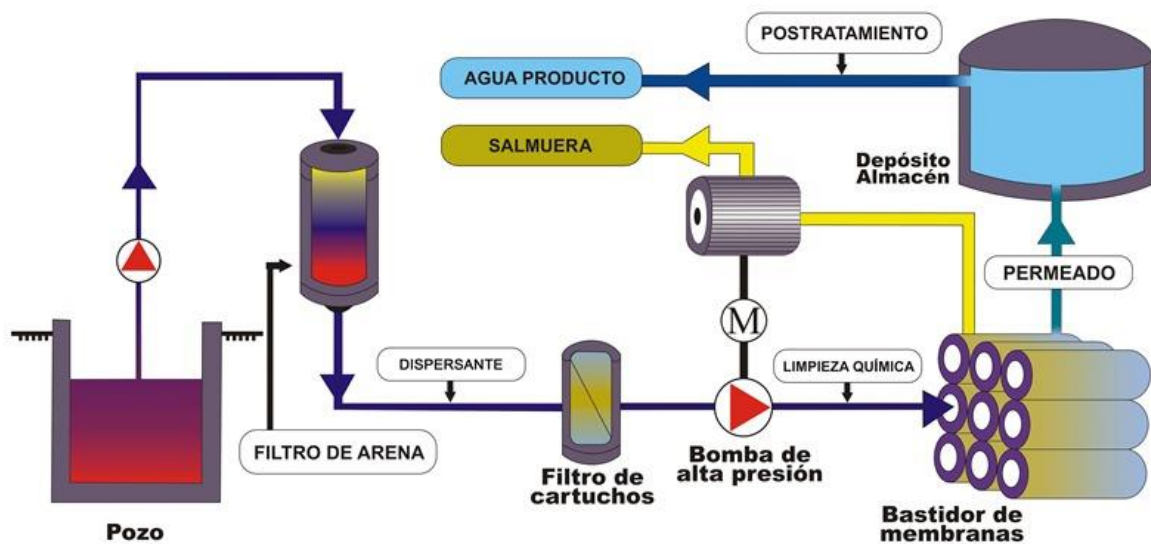 POSTRATAMIENTO
AGUA PRODUCTO
SALMUERA
Depósito
Almacén
PERMEADO
M
DISPERSANTE
LIMPIEZA QUÍMICA
FILTRO DE ARENA
Filtro de
cartuchos
Bomba de
alta presión
Bastidor de
membranas
Pozo